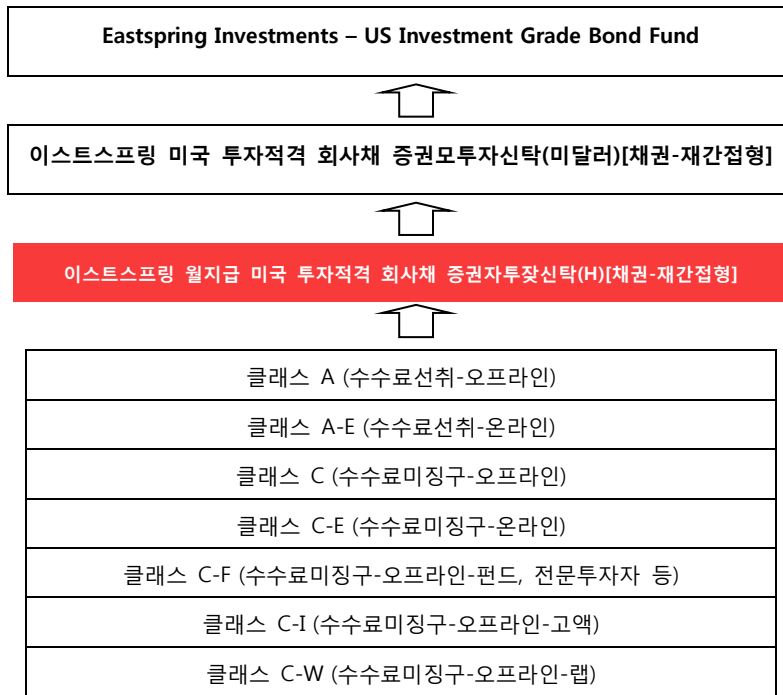 Eastspring Investments – US Investment Grade Bond Fund
이스트스프링 미국 투자적격 회사채 증권모투자신탁(미달러)[채권-재간접형]
이스트스프링 월지급 미국 투자적격 회사채 증권자투잦신탁(H)[채권-재간접형]
클래스 A (수수료선취-오프라인)
클래스 A-E (수수료선취-온라인)
클래스 C (수수료미징구-오프라인)
클래스 C-E (수수료미징구-온라인)
클래스 C-F (수수료미징구-오프라인-펀드, 전문투자자 등)
클래스 C-I (수수료미징구-오프라인-고액)
클래스 C-W (수수료미징구-오프라인-랩)